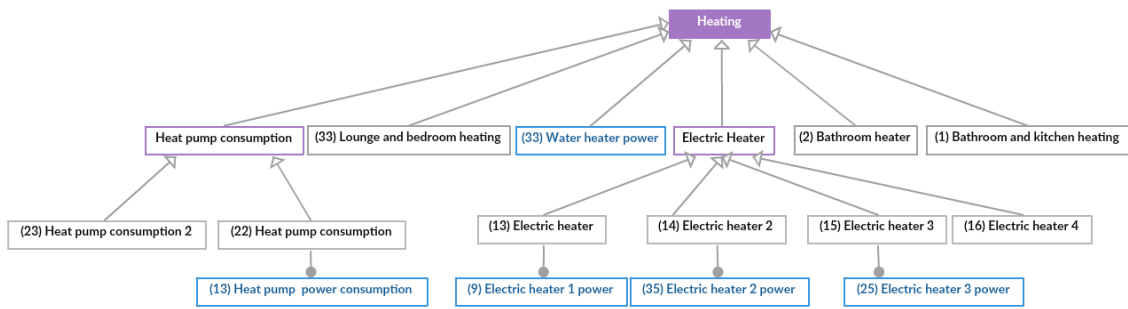 Heating
Heat pump consumption
(33) Lounge and bedroom heating
(33) Water heater power
Electric Heater
(2) Bathroom heater
(1) Bathroom and kitchen heating
(23) Heat pump consumption 2
(22) Heat pump consumption
(13) Electric heater
(14) Electric heater 2
(15) Electric heater 3
(16) Electric heater 4
(13) Heat pump power consumption
(9) Electric heater 1 power
(35) Electric heater 2 power
(25) Electric heater 3 power